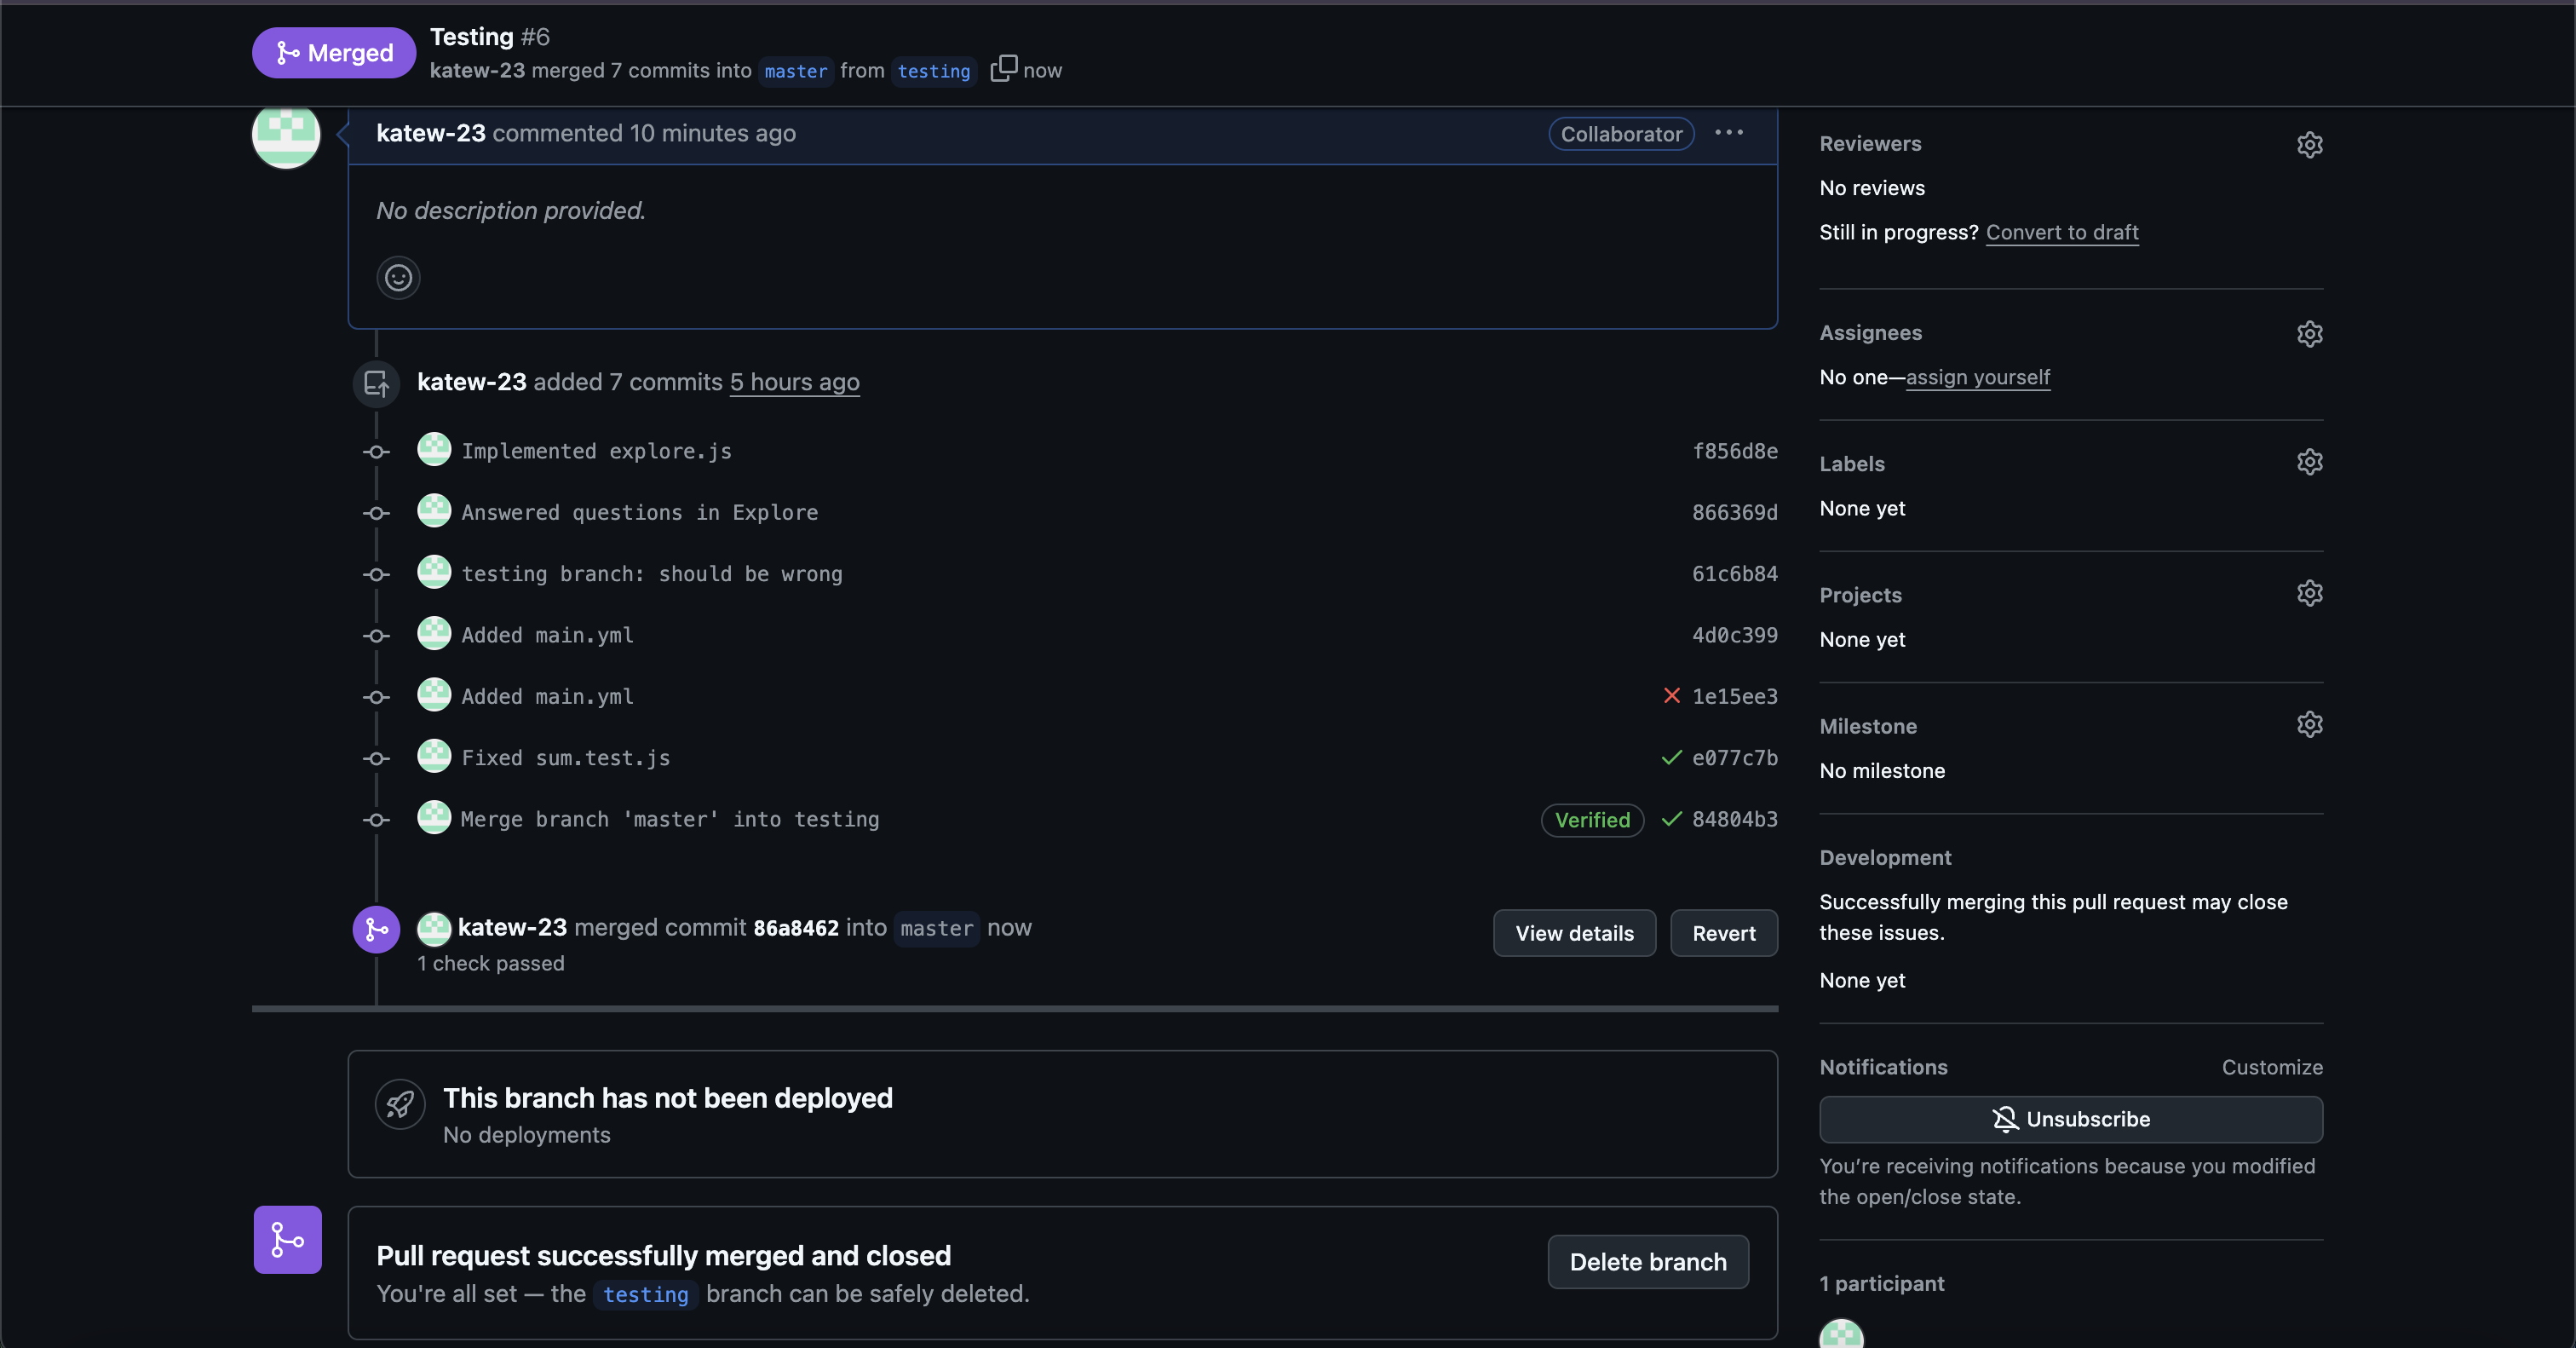 Merged
Testing #6
katew-23 merged 7 commits into master from testing now
katew-23 commented 10 minutes ago
Collaborator
No description provided.
katew-23 added 7 commits 5 hours ago
Implemented explore.js f856d8e
Answered questions in Explore 866369d
testing branch: should be wrong 61c6b84
Added main.yml 4d0c399
Added main.yml 1e15ee3
Fixed sum.test.js e077c7b
Merge branch 'master' into testing Verified 84804b3
katew-23 merged commit 86a8462 into master now
1 check passed
View details
Revert
This branch has not been deployed
No deployments
Pull request successfully merged and closed
You're all set — the testing branch can be safely deleted.
Delete branch
Reviewers
No reviews
Still in progress? Convert to draft
Assignees
No one—assign yourself
Labels
None yet
Projects
None yet
Milestone
No milestone
Development
Successfully merging this pull request may close
these issues.
None yet
Notifications
Customize
Unsubscribe
You’re receiving notifications because you modified
the open/close state.
1 participant